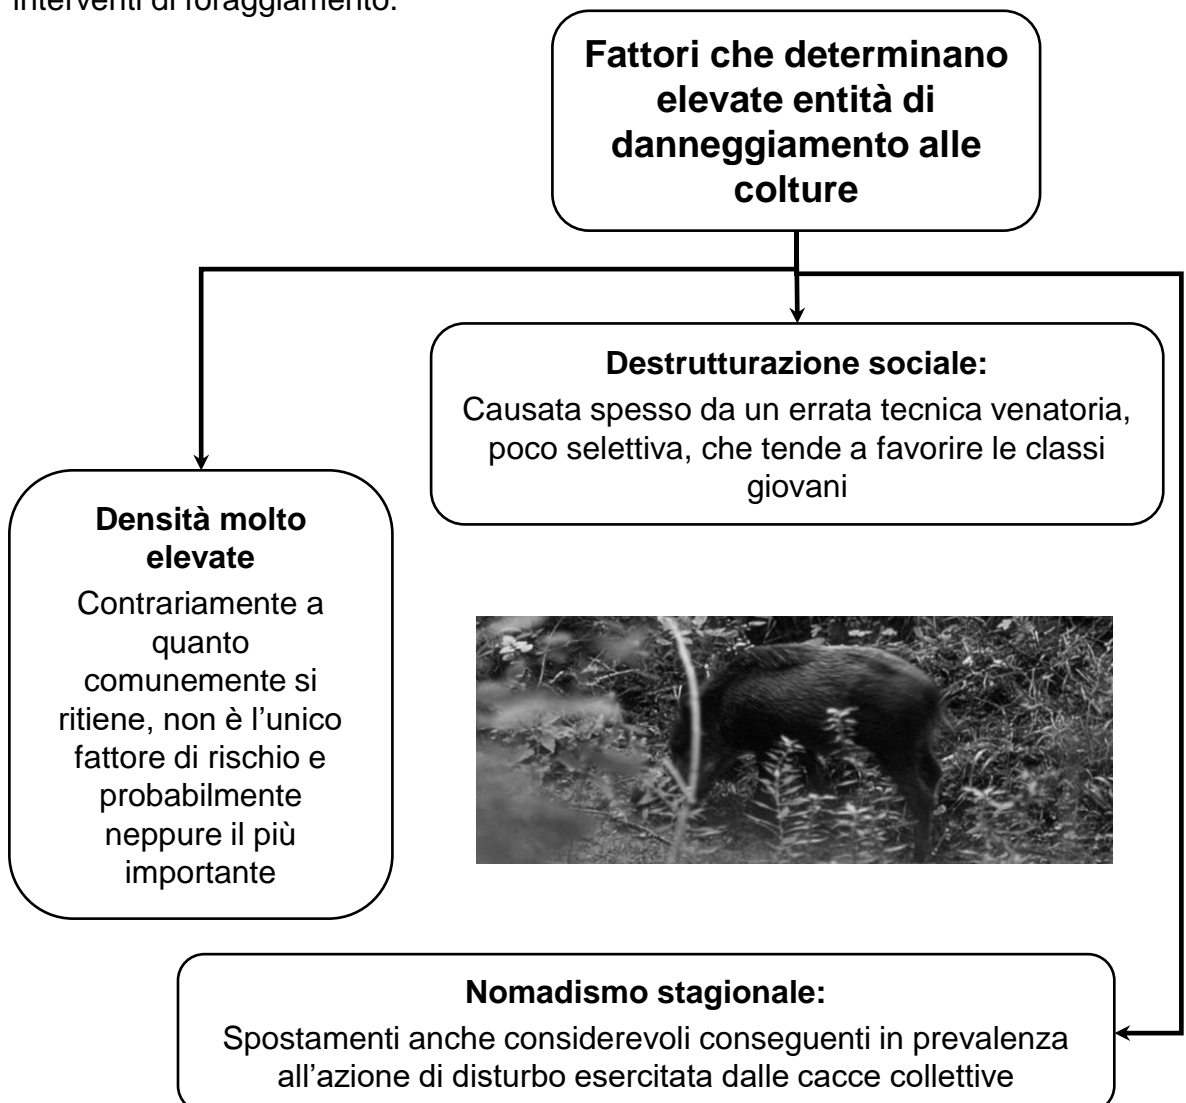 interventi di foraggiamento.
Fattori che determinano
elevate entità di
danneggiamento alle
colture
Destrutturazione sociale:
Causata spesso da un errata tecnica venatoria,
poco selettiva, che tende a favorire le classi
giovani
Densità molto
elevate
Contrariamente a
quanto
comunemente si
ritiene, non è l’unico
fattore di rischio e
probabilmente
neppure il più
importante
Nomadismo stagionale:
Spostamenti anche considerevoli conseguenti in prevalenza
all’azione di disturbo esercitata dalle cacce collettive